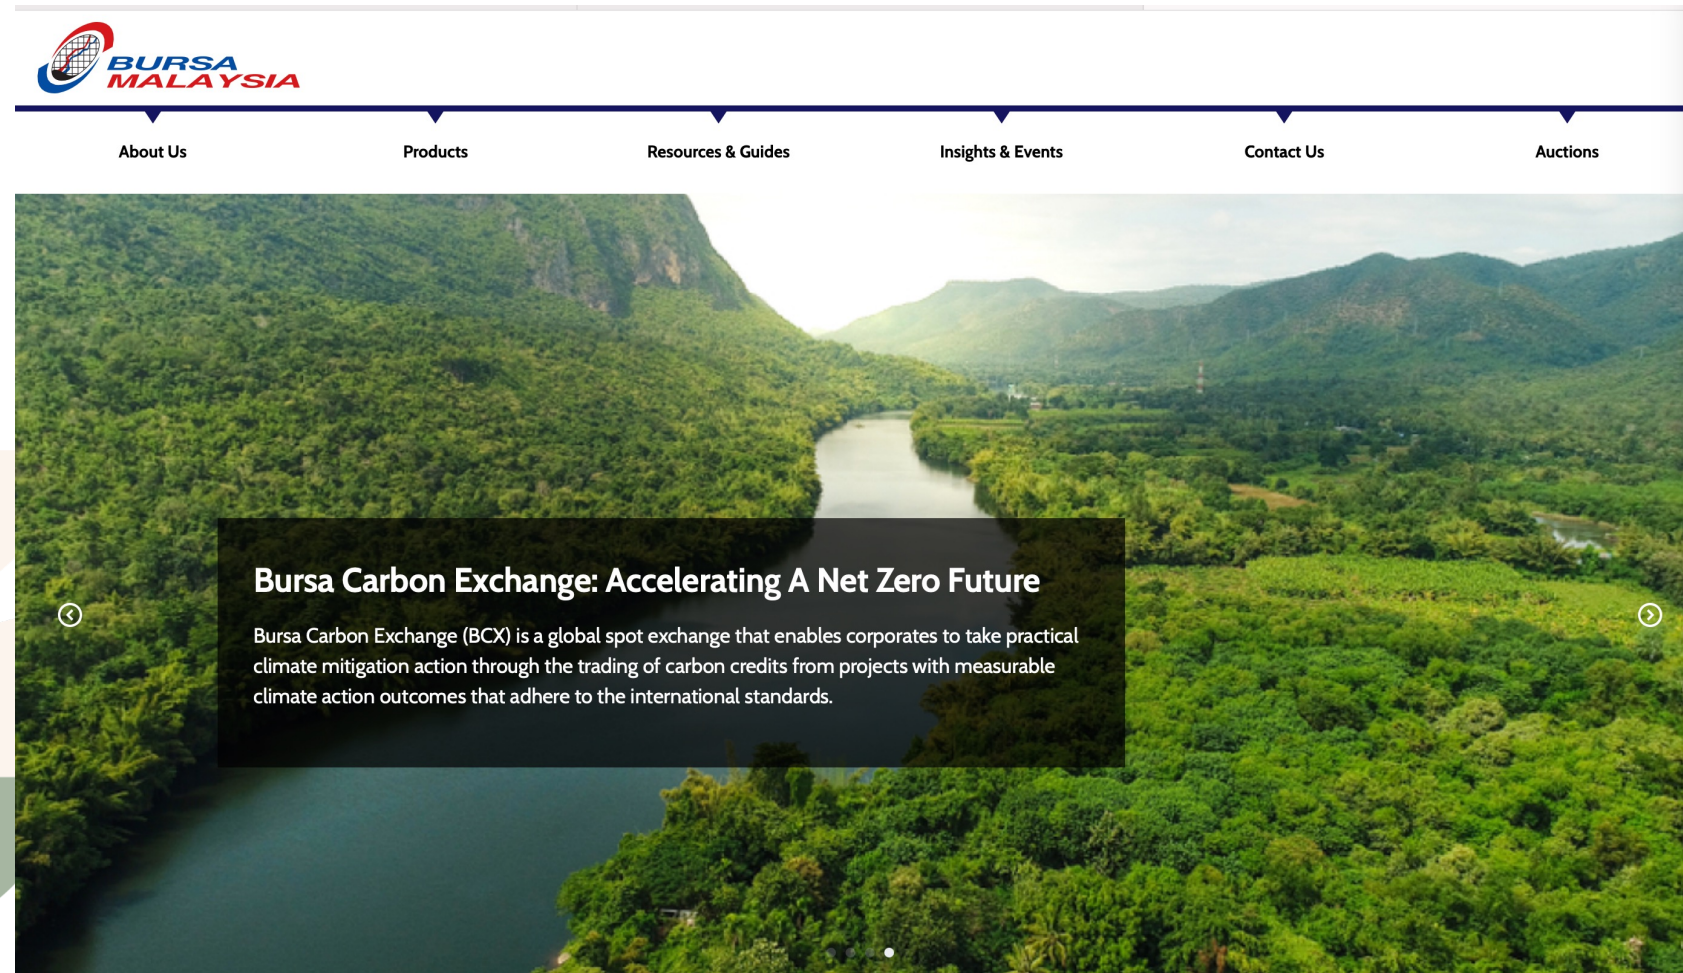 BURSA
MALAYSIA
About Us
Products
Resources & Guides
Insights & Events
Contact Us
Auctions
Bursa Carbon Exchange: Accelerating A Net Zero Future
Bursa Carbon Exchange (BCX) is a global spot exchange that enables corporates to take practical
climate mitigation action through the trading of carbon credits from projects with measurable
climate action outcomes that adhere to the international standards.